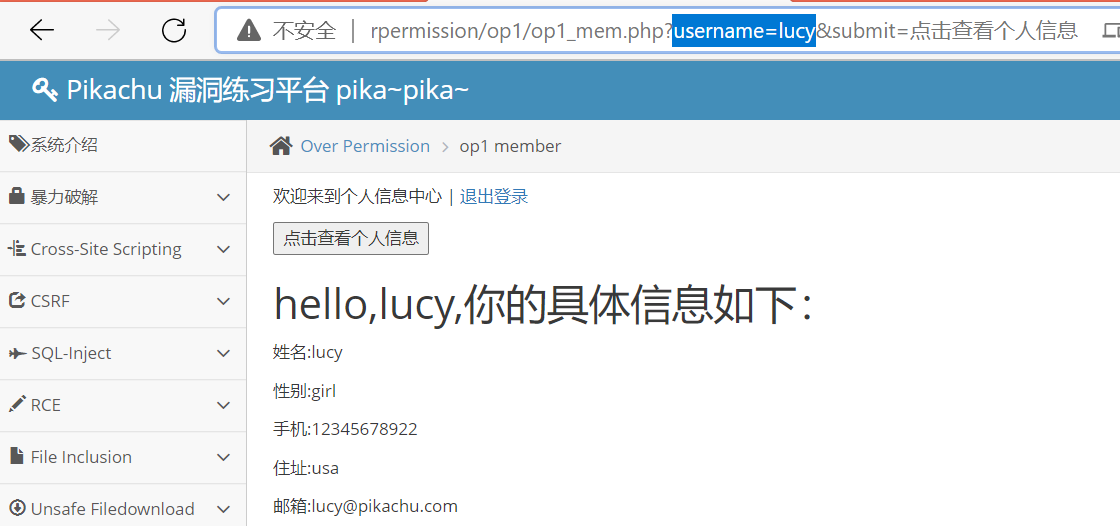 不安全 | rpermission/op1/op1_mem.php?username=lucy&submit=点击查看个人信息
Pikachu 漏洞练习平台 pika~pika~
系统介绍
暴力破解
Cross-Site Scripting
CSRF
SQL-Inject
RCE
File Inclusion
Unsafe Filedownload
Over Permission > op1 member
欢迎来到个人信息中心 | 退出登录
点击查看个人信息
hello,lucy,你的具体信息如下：
姓名:lucy
性别:girl
手机:12345678922
住址:usa
邮箱:lucy@pikachu.com